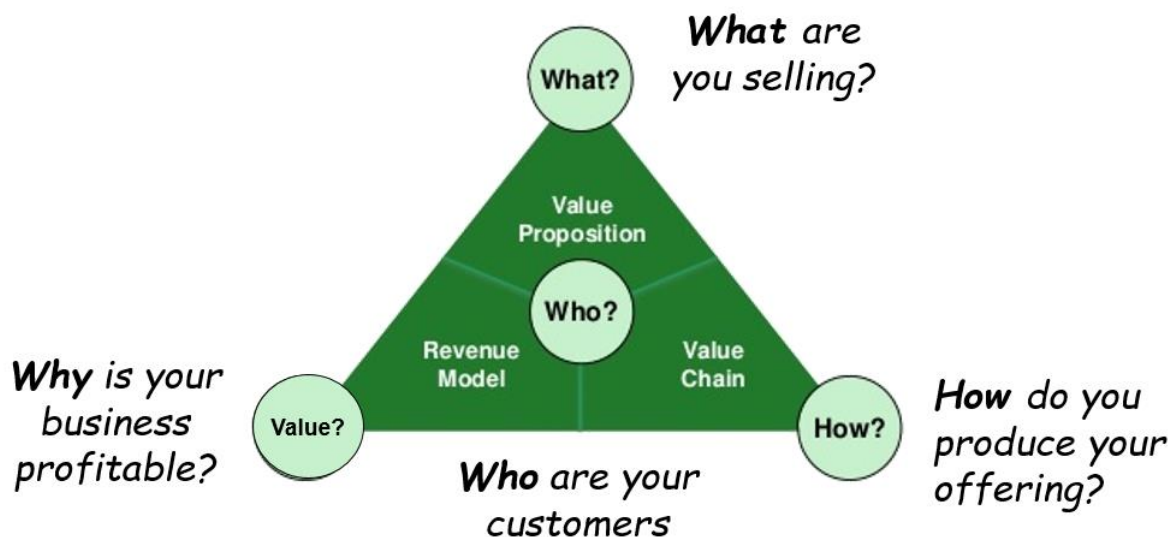 What?
What are
you selling?
Value
Proposition
Who?
Revenue
Model
Value
Chain
Why is your
business
profitable?
Value?
Who are your
customers
How?
How do you
produce your
offering?